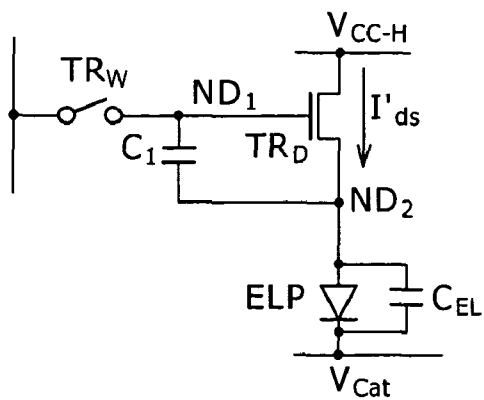 V_CC-H
TR_W
ND_1
I'_ds
C_1
TR_D
ND_2
ELP
C_EL
V_Cat